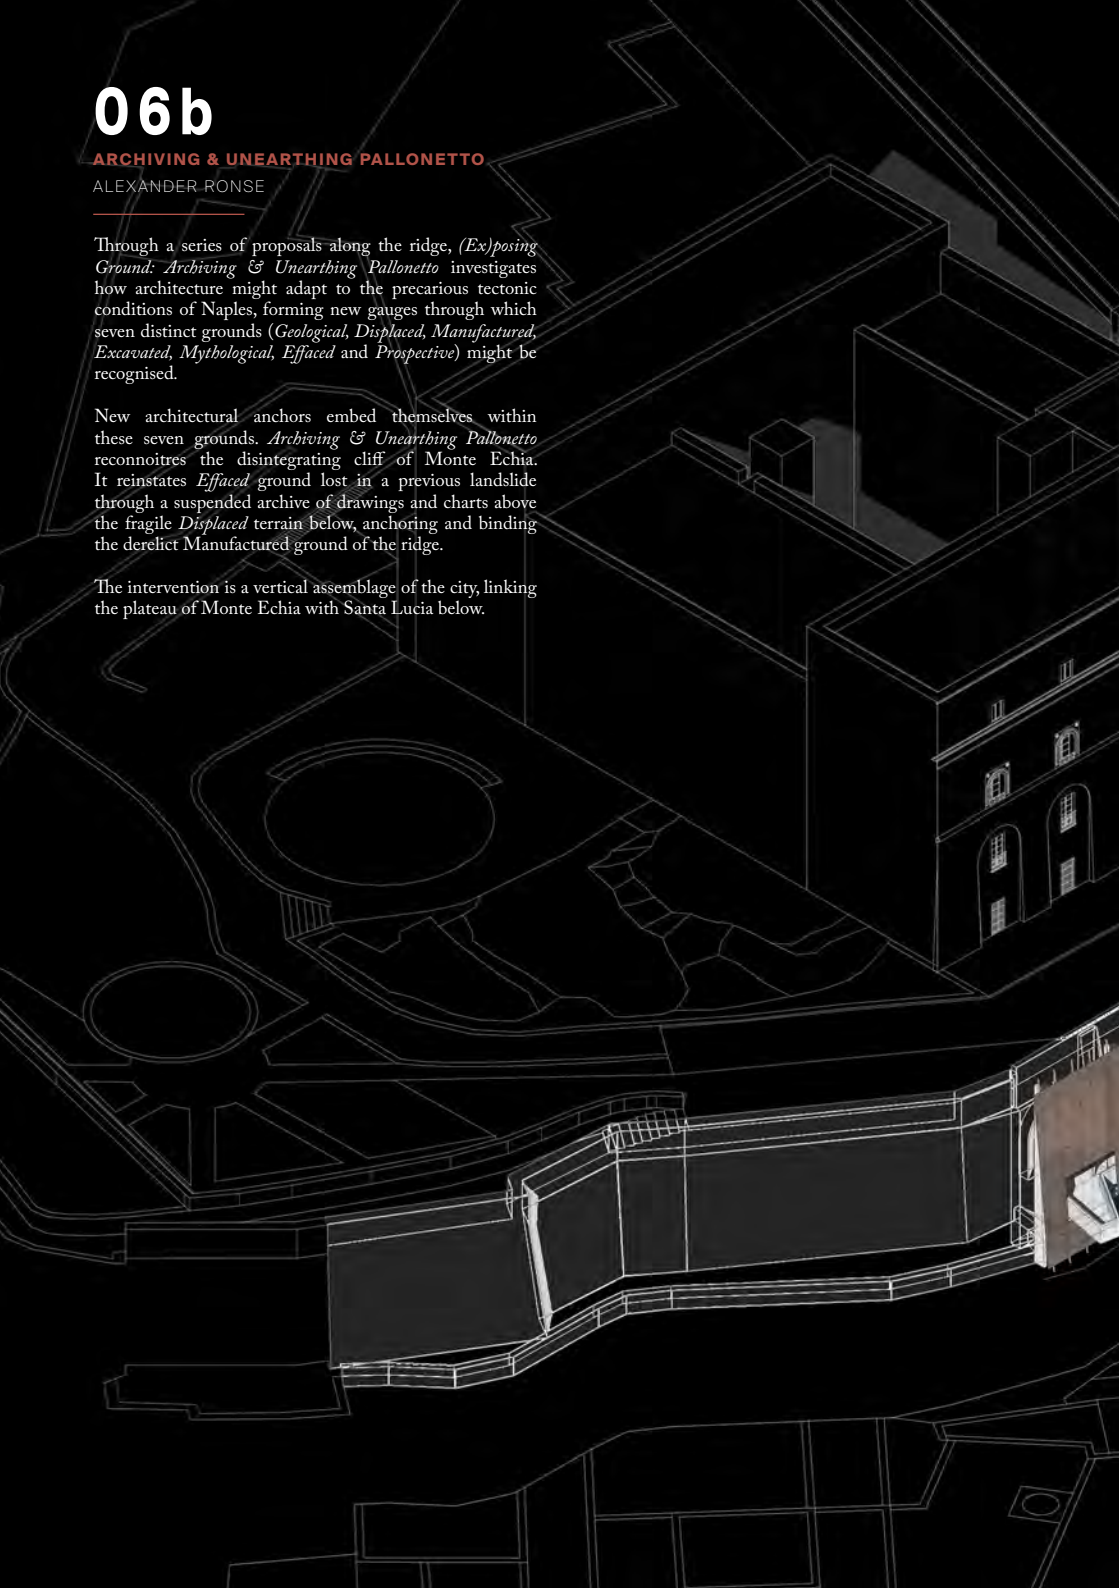 06b
ARCHIVING & UNEARTHING PALLONETTO
ALEXANDER RONSE
Through a series of proposals along the ridge, (Ex)posing
Ground: Archiving & Unearthing Pallonetto investigates
how architecture might adapt to the precarious tectonic
conditions of Naples, forming new gauges through which
seven distinct grounds (Geological, Displaced, Manufactured,
Excavated, Mythological, Effaced and Prospective) might be
recognised.
New architectural anchors embed themselves within
these seven grounds. Archiving & Unearthing Pallonetto
reconnoitres the disintegrating cliff of Monte Echia.
It reinstates Effaced ground lost in a previous landslide
through a suspended archive of drawings and charts above
the fragile Displaced terrain below, anchoring and binding
the derelict Manufactured ground of the ridge.
The intervention is a vertical assemblage of the city, linking
the plateau of Monte Echia with Santa Lucia below.